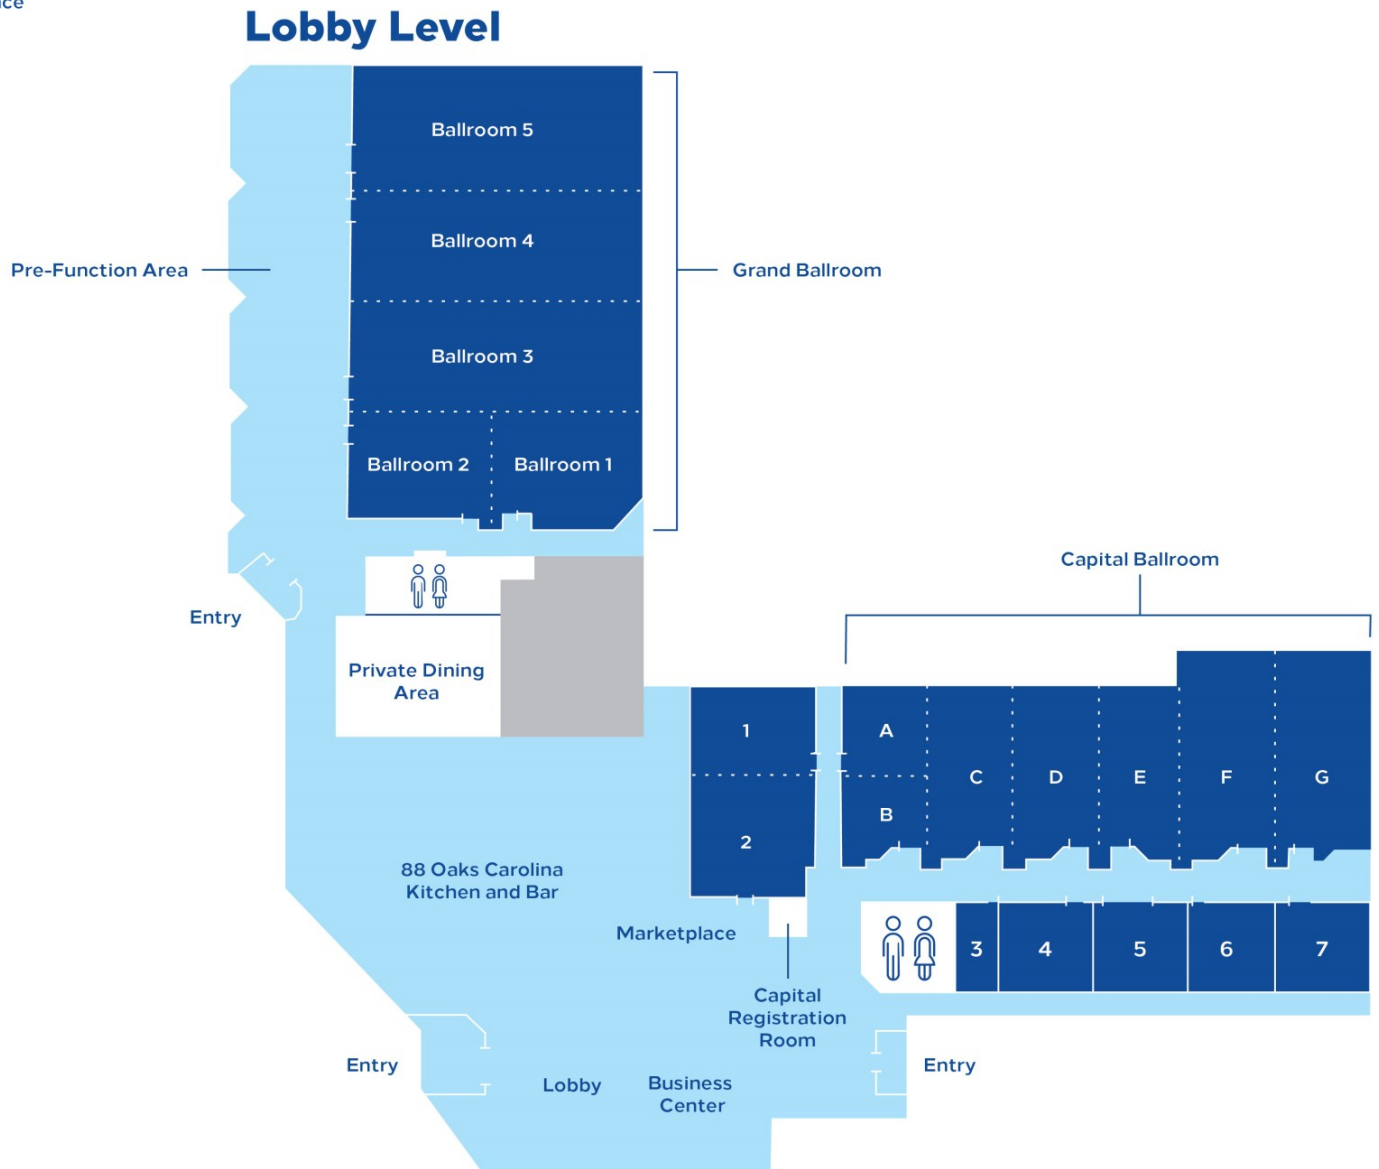 Lobby Level
Ballroom 5
Ballroom 4
Pre-Function Area
Grand Ballroom
Ballroom 3
Ballroom 2
Ballroom 1
Capital Ballroom
Entry
Private Dining
Area
1
A
C
D
E
F
G
B
2
88 Oaks Carolina
Kitchen and Bar
Marketplace
3
4
5
6
7
Capital
Registration
Room
Entry
Entry
Lobby
Business
Center